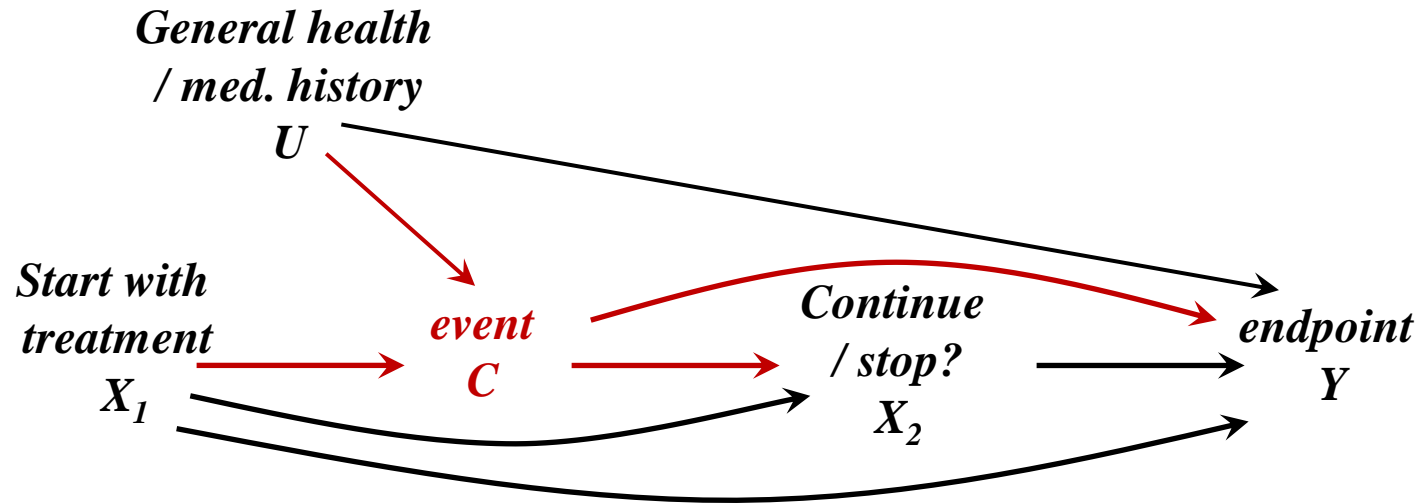 General health
/ med. history
U
Start with
treatment
X1
event
C
Continue
/ stop?
X2
endpoint
Y